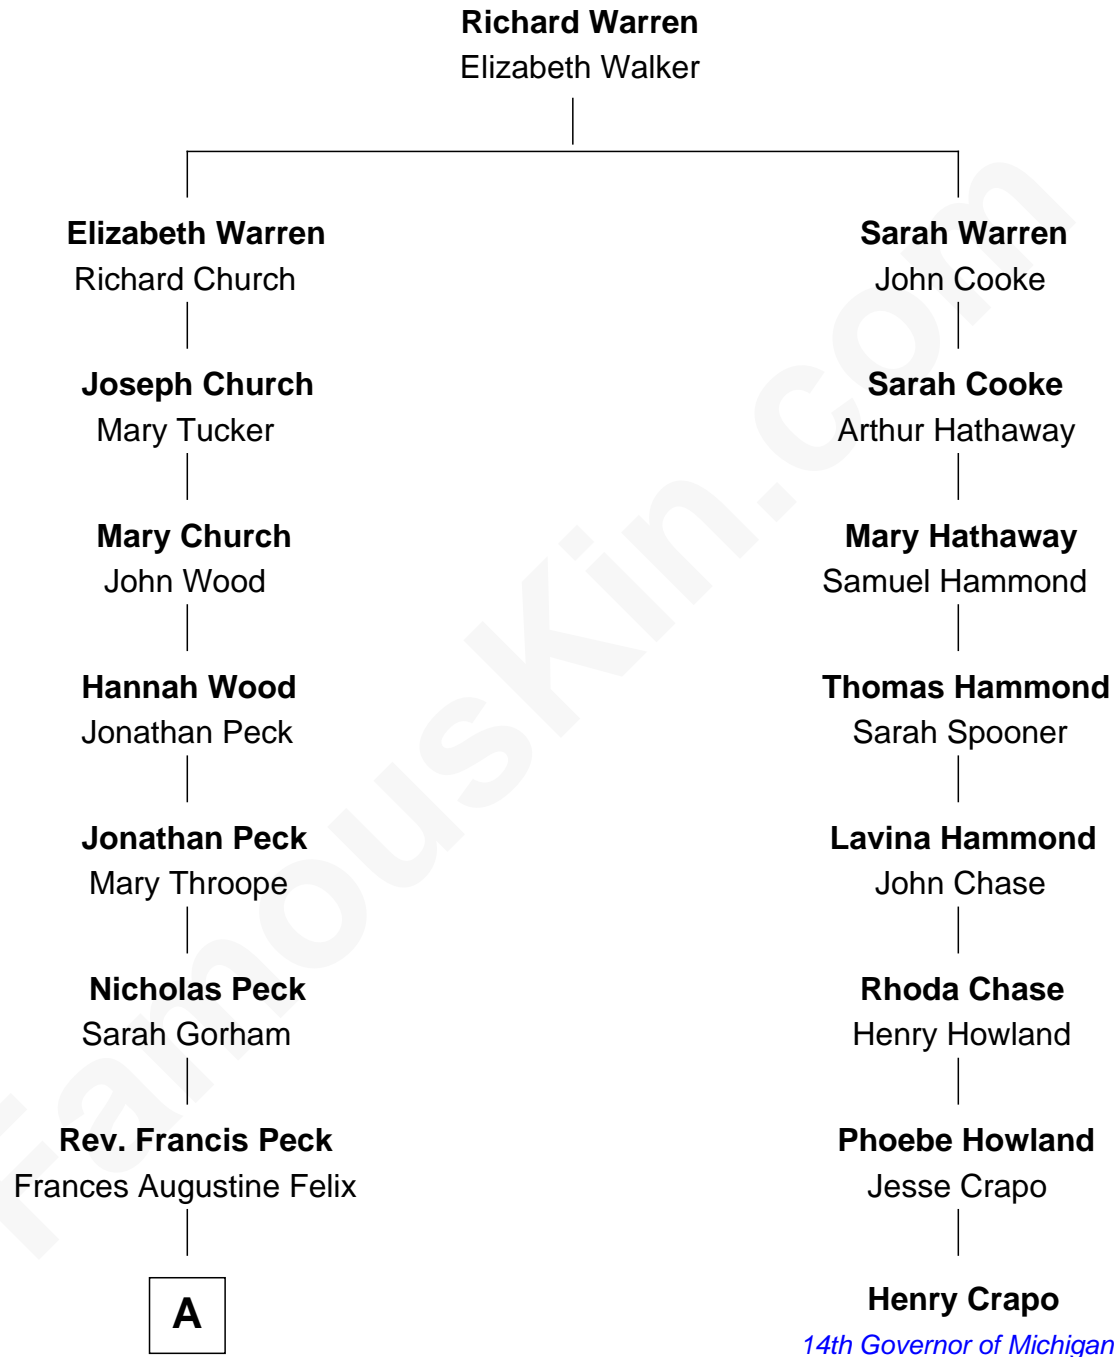 Richard Warren
Elizabeth Walker
Elizabeth Warren
Richard Church
Joseph Church
Mary Tucker
Mary Church
John Wood
Hannah Wood
Jonathan Peck
Jonathan Peck
Mary Throope
Nicholas Peck
Sarah Gorham
Rev. Francis Peck
Frances Augustine Felix
A
Sarah Warren
John Cooke
Sarah Cooke
Arthur Hathaway
Mary Hathaway
Samuel Hammond
Thomas Hammond
Sarah Spooner
Lavina Hammond
John Chase
Rhoda Chase
Henry Howland
Phoebe Howland
Jesse Crapo
Henry Crapo
14th Governor of Michigan
FamousKin.com